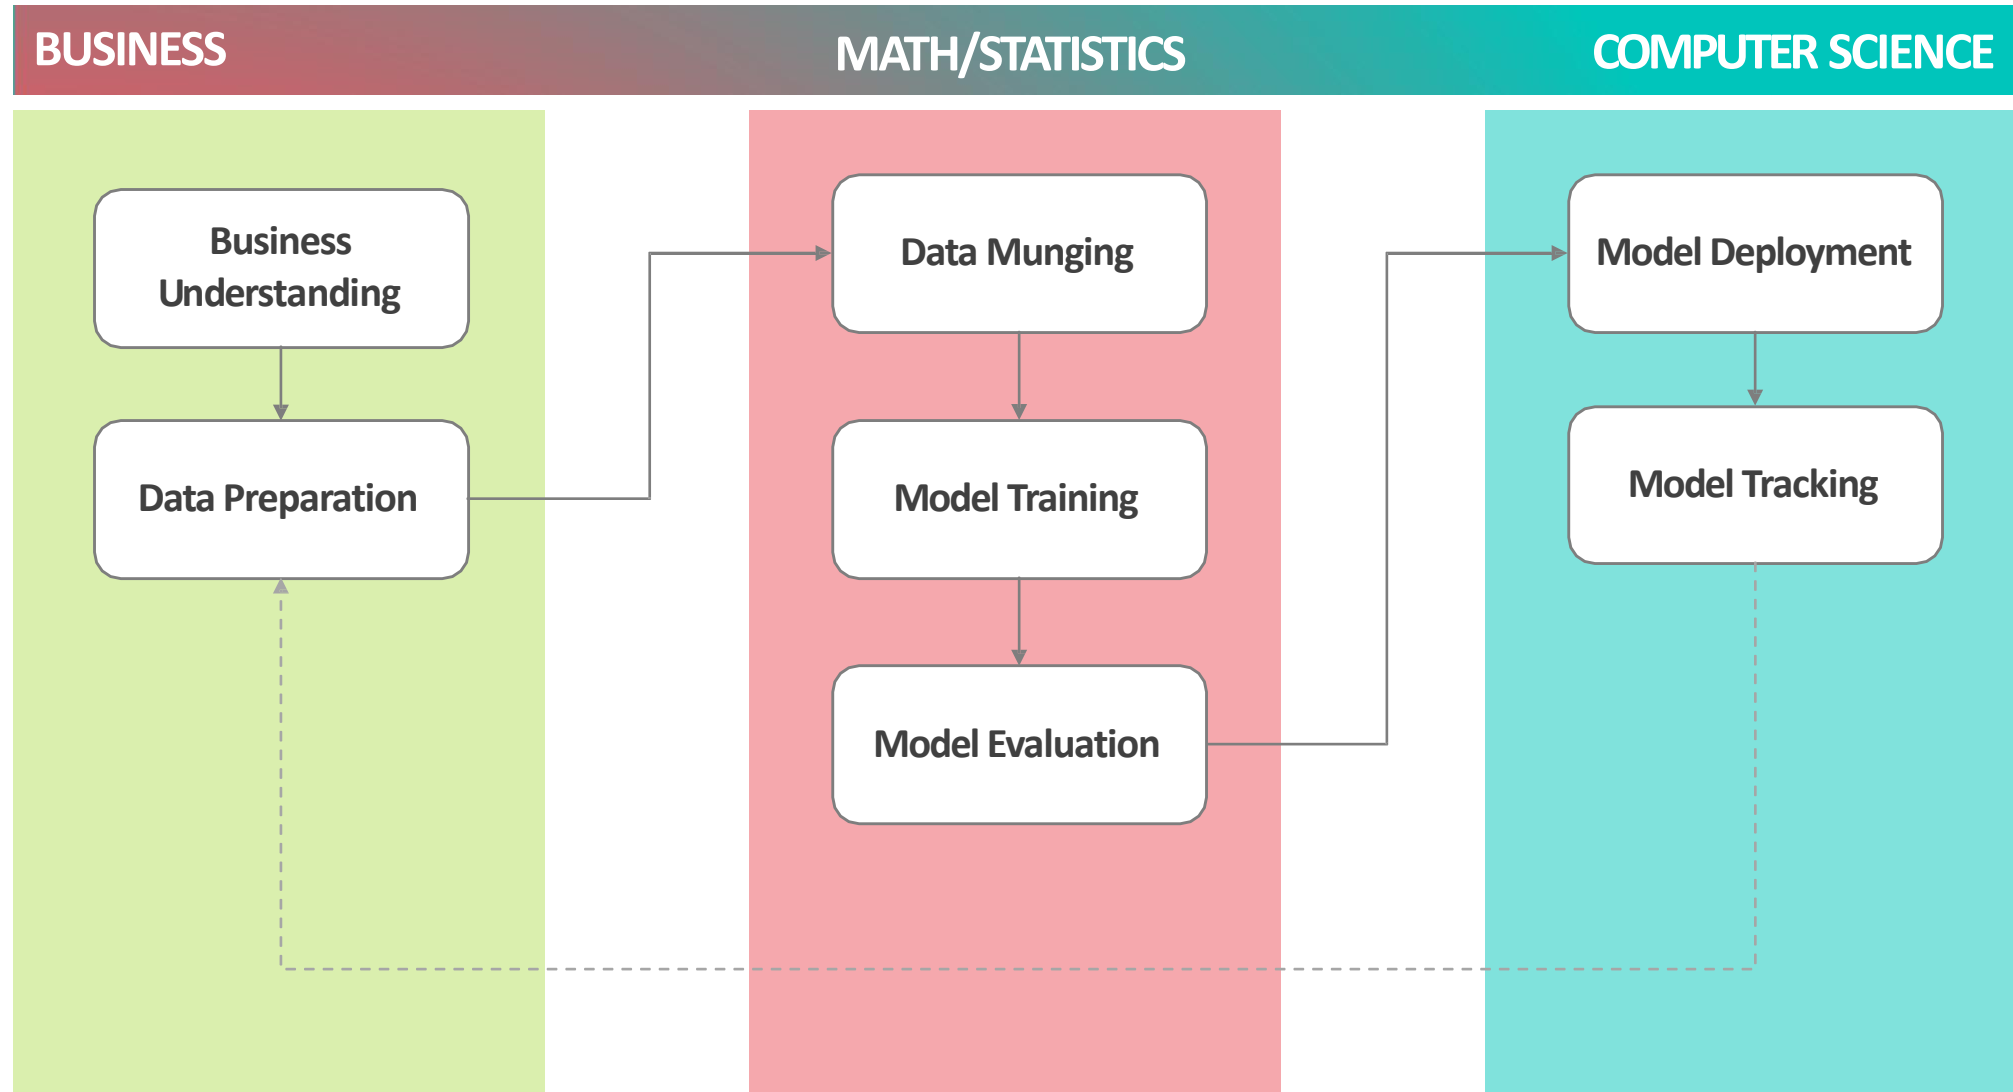 BUSINESS
MATH/STATISTICS
COMPUTER SCIENCE
Business
Understanding
Data Preparation
Data Munging
Model Training
Model Evaluation
Model Deployment
Model Tracking